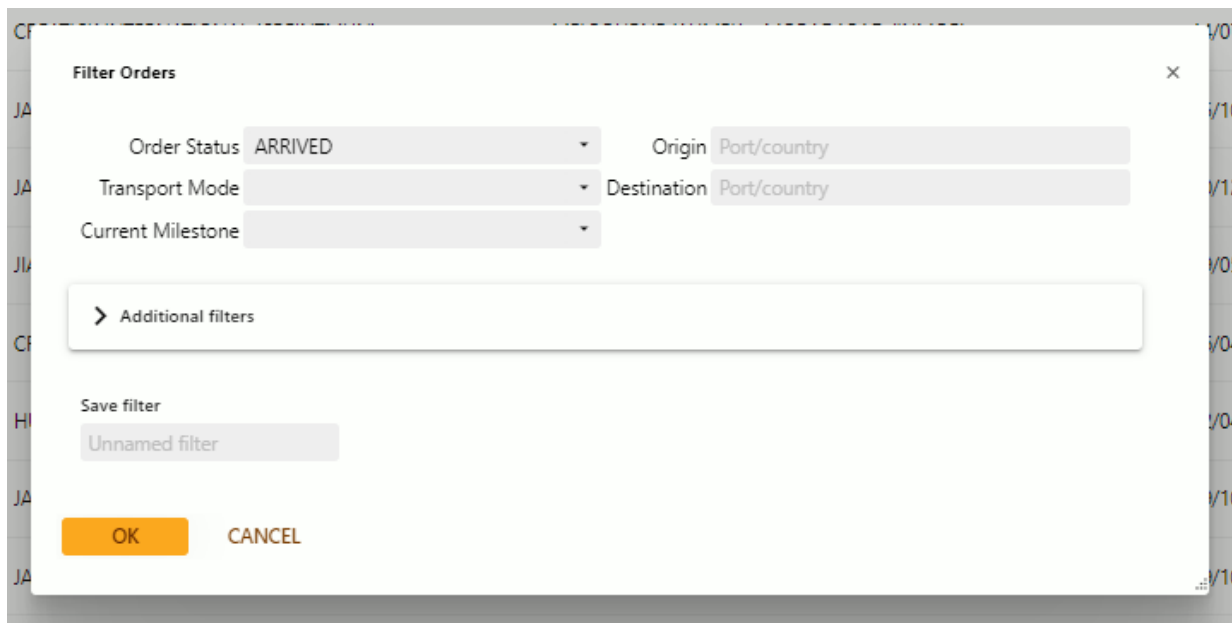 Filter Orders
×
Order Status ARRIVED Origin Port/country
Transport Mode Destination Port/country
Current Milestone
Additional filters
Save filter
Unnamed filter
OK CANCEL